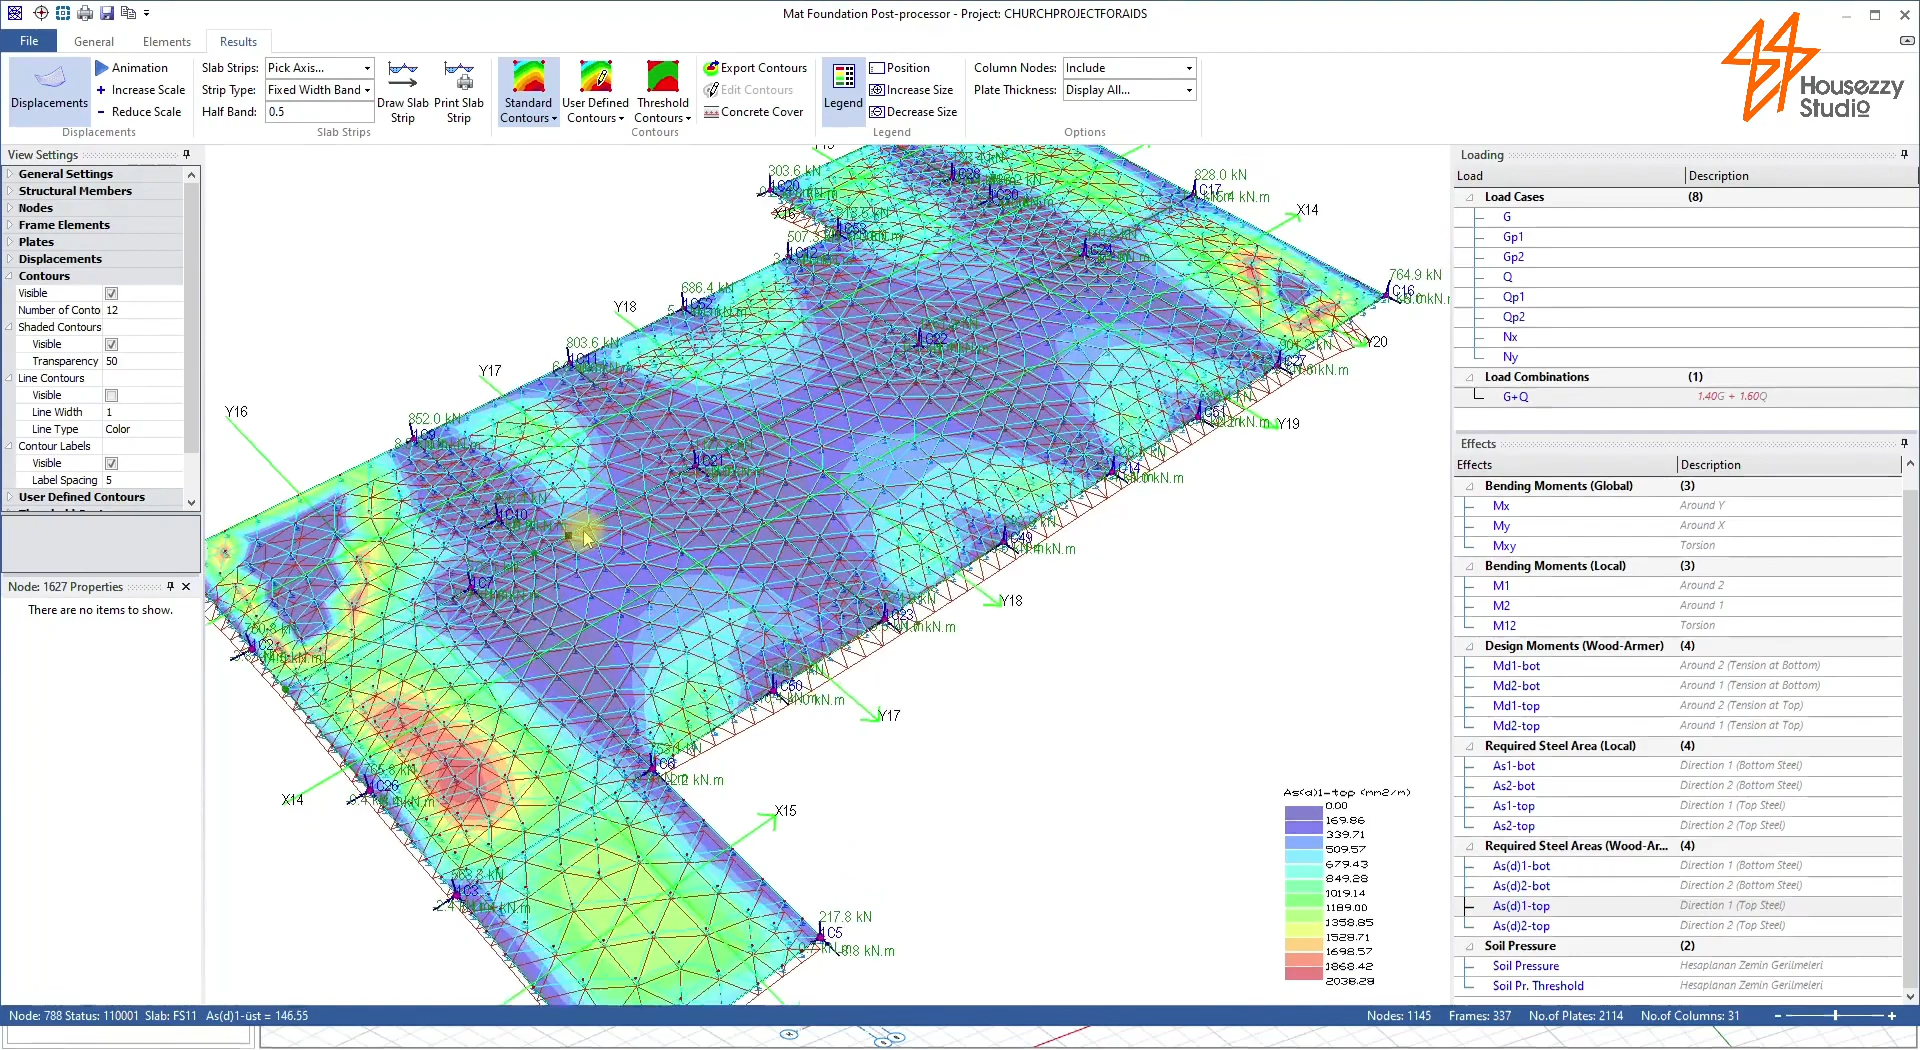 Mat Foundation Post-processor - Project: CHURCHPROJECTFORAIDS
File
General
Elements
Results
Displacements
Animation
Increase Scale
Reduce Scale
Displacements
Slab Strips: Pick Axis...
Strip Type: Fixed Width Band
Half Band: 0.5
Draw Slab Strip
Print Slab Strip
Slab Strips
Standard Contours
User Defined Contours
Threshold Contours
Export Contours
Edit Contours
Concrete Cover
Contours
Legend
Position
Increase Size
Decrease Size
Legend
Column Nodes: Include
Plate Thickness: Display All...
Options
Housezzy
Studio
View Settings
General Settings
Structural Members
Nodes
Frame Elements
Plates
Displacements
Contours
Visible
Number of Conto 12
Shaded Contours
Visible
Transparency 50
Line Contours
Visible
Line Width 1
Line Type Color
Contour Labels
Visible
Label Spacing 5
User Defined Contours
Node: 1627 Properties
There are no items to show.
303.6 kN
828.0 kN
C17
X14
764.9 kN
C16
Y20
686.4 kN
Y18
803.6 kN
Y17
852.0 kN
Y16
C22
C24
C27
Y19
C14
C21
C10
C49
C7
Y18
C23
C50
Y17
C6
X14
C26
X15
C3
217.8 kN
C5
As(d)1-top (mm2/m)
0.00
169.86
339.71
509.57
679.43
849.28
1019.14
1189.00
1358.85
1528.71
1698.57
1868.42
2038.28
Loading
Load Description
Load Cases (8)
G
Gp1
Gp2
Q
Qp1
Qp2
Nx
Ny
Load Combinations (1)
G+Q 1.40G + 1.60Q
Effects
Effects Description
Bending Moments (Global) (3)
Mx Around Y
My Around X
Mxy Torsion
Bending Moments (Local) (3)
M1 Around 2
M2 Around 1
M12 Torsion
Design Moments (Wood-Armer) (4)
Md1-bot Around 2 (Tension at Bottom)
Md2-bot Around 1 (Tension at Bottom)
Md1-top Around 2 (Tension at Top)
Md2-top Around 1 (Tension at Top)
Required Steel Area (Local) (4)
As1-bot Direction 1 (Bottom Steel)
As2-bot Direction 2 (Bottom Steel)
As1-top Direction 1 (Top Steel)
As2-top Direction 2 (Top Steel)
Required Steel Areas (Wood-Ar... (4)
As(d)1-bot Direction 1 (Bottom Steel)
As(d)2-bot Direction 2 (Bottom Steel)
As(d)1-top Direction 1 (Top Steel)
As(d)2-top Direction 2 (Top Steel)
Soil Pressure (2)
Soil Pressure Hesaplanan Zemin Gerilmeleri
Soil Pr. Threshold Hesaplanan Zemin Gerilmeleri
Node: 788 Status: 110001 Slab: FS11 As(d)1-üst = 146.55
Nodes: 1145 Frames: 337 No.of Plates: 2114 No.of Columns: 31